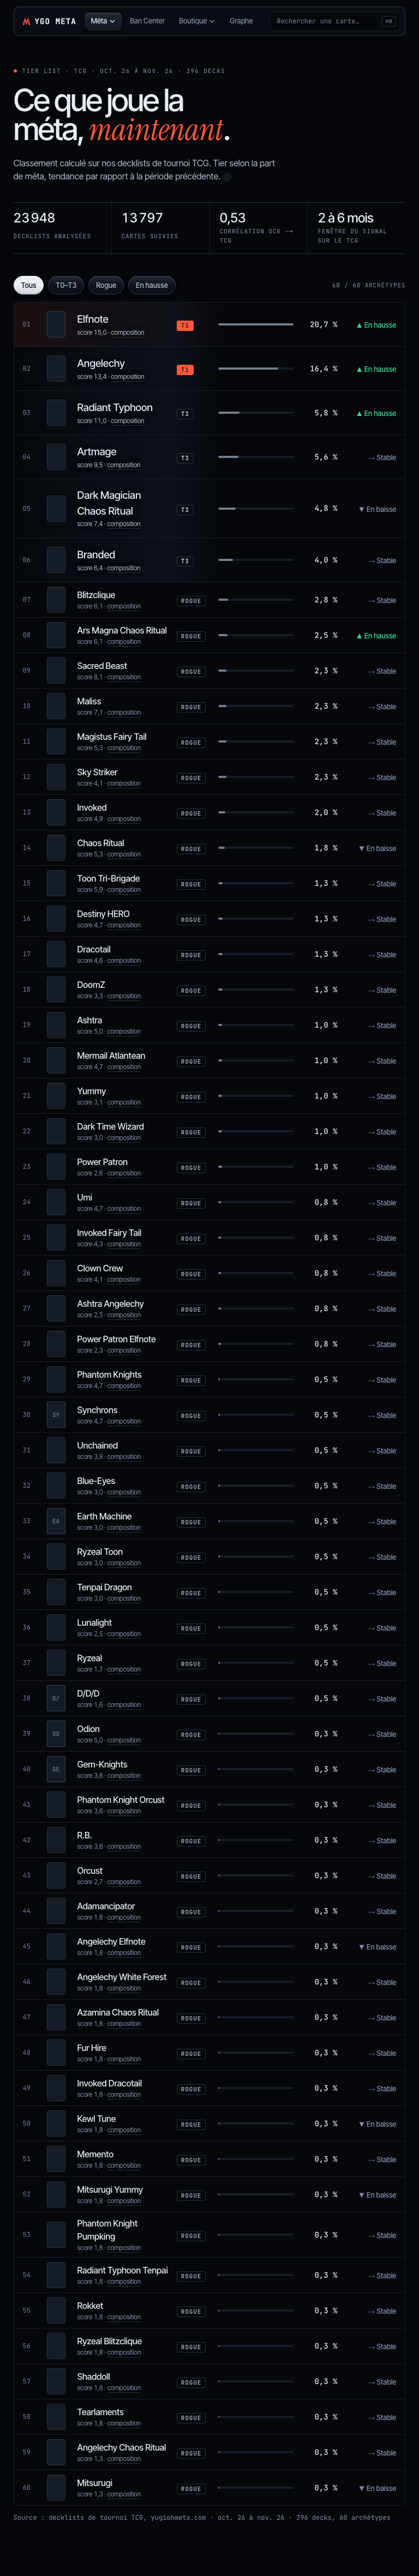 YGO META Méta Ban Center Boutique Graphe Rechercher une carte… ⌘K
TIER LIST · TCG · OCT. 26 À NOV. 26 · 396 DECKS
Ce que joue la
méta, maintenant.
Classement calculé sur nos decklists de tournoi TCG. Tier selon la part
de méta, tendance par rapport à la période précédente.
23 948 13 797 0,53 2 à 6 mois
DECKLISTS ANALYSÉES CARTES SUIVIES CORRÉLATION OCG → FENÊTRE DU SIGNAL
TCG SUR LE TCG
Tous T0–T3 Rogue En hausse 60 / 60 ARCHÉTYPES
01 Elfnote T1 20,7 % ▲ En hausse
score 15,0 · composition
02 Angelechy T1 16,4 % ▲ En hausse
score 13,4 · composition
03 Radiant Typhoon T3 5,8 % ▲ En hausse
score 11,0 · composition
04 Artmage T3 5,6 % → Stable
score 9,5 · composition
05 Dark Magician
Chaos Ritual T3 4,8 % ▼ En baisse
score 7,4 · composition
06 Branded T3 4,0 % → Stable
score 6,4 · composition
07 Blitzclique ROGUE 2,8 % → Stable
score 6,1 · composition
08 Ars Magna Chaos Ritual ROGUE 2,5 % ▲ En hausse
score 6,1 · composition
09 Sacred Beast ROGUE 2,3 % → Stable
score 8,1 · composition
10 Maliss ROGUE 2,3 % → Stable
score 7,1 · composition
11 Magistus Fairy Tail ROGUE 2,3 % → Stable
score 5,3 · composition
12 Sky Striker ROGUE 2,3 % → Stable
score 4,1 · composition
13 Invoked ROGUE 2,0 % → Stable
score 4,9 · composition
14 Chaos Ritual ROGUE 1,8 % ▼ En baisse
score 5,3 · composition
15 Toon Tri-Brigade ROGUE 1,3 % → Stable
score 5,9 · composition
16 Destiny HERO ROGUE 1,3 % → Stable
score 4,7 · composition
17 Dracotail ROGUE 1,3 % → Stable
score 4,6 · composition
18 DoomZ ROGUE 1,3 % → Stable
score 3,3 · composition
19 Ashtra ROGUE 1,0 % → Stable
score 5,0 · composition
20 Mermail Atlantean ROGUE 1,0 % → Stable
score 4,7 · composition
21 Yummy ROGUE 1,0 % → Stable
score 3,1 · composition
22 Dark Time Wizard ROGUE 1,0 % → Stable
score 3,0 · composition
23 Power Patron ROGUE 1,0 % → Stable
score 2,6 · composition
24 Umi ROGUE 0,8 % → Stable
score 4,7 · composition
25 Invoked Fairy Tail ROGUE 0,8 % → Stable
score 4,3 · composition
26 Clown Crew ROGUE 0,8 % → Stable
score 4,1 · composition
27 Ashtra Angelechy ROGUE 0,8 % → Stable
score 2,5 · composition
28 Power Patron Elfnote ROGUE 0,8 % → Stable
score 2,3 · composition
29 Phantom Knights ROGUE 0,5 % → Stable
score 4,7 · composition
30 SY Synchrons ROGUE 0,5 % → Stable
score 4,7 · composition
31 Unchained ROGUE 0,5 % → Stable
score 3,8 · composition
32 Blue-Eyes ROGUE 0,5 % → Stable
score 3,0 · composition
33 EA Earth Machine ROGUE 0,5 % → Stable
score 3,0 · composition
34 Ryzeal Toon ROGUE 0,5 % → Stable
score 3,0 · composition
35 Tenpai Dragon ROGUE 0,5 % → Stable
score 3,0 · composition
36 Lunalight ROGUE 0,5 % → Stable
score 2,5 · composition
37 Ryzeal ROGUE 0,5 % → Stable
score 1,7 · composition
38 D/ D/D/D ROGUE 0,5 % → Stable
score 1,6 · composition
39 OD Odion ROGUE 0,3 % → Stable
score 5,0 · composition
40 GE Gem-Knights ROGUE 0,3 % → Stable
score 3,6 · composition
41 Phantom Knight Orcust ROGUE 0,3 % → Stable
score 3,6 · composition
42 R.B. ROGUE 0,3 % → Stable
score 3,6 · composition
43 Orcust ROGUE 0,3 % → Stable
score 2,7 · composition
44 Adamancipator ROGUE 0,3 % → Stable
score 1,8 · composition
45 Angelechy Elfnote ROGUE 0,3 % ▼ En baisse
score 1,8 · composition
46 Angelechy White Forest ROGUE 0,3 % → Stable
score 1,8 · composition
47 Azamina Chaos Ritual ROGUE 0,3 % → Stable
score 1,8 · composition
48 Fur Hire ROGUE 0,3 % → Stable
score 1,8 · composition
49 Invoked Dracotail ROGUE 0,3 % → Stable
score 1,8 · composition
50 Kewl Tune ROGUE 0,3 % ▼ En baisse
score 1,8 · composition
51 Memento ROGUE 0,3 % → Stable
score 1,8 · composition
52 Mitsurugi Yummy ROGUE 0,3 % ▼ En baisse
score 1,8 · composition
53 Phantom Knight
Pumpking ROGUE 0,3 % → Stable
score 1,8 · composition
54 Radiant Typhoon Tenpai ROGUE 0,3 % → Stable
score 1,8 · composition
55 Rokket ROGUE 0,3 % → Stable
score 1,8 · composition
56 Ryzeal Blitzclique ROGUE 0,3 % → Stable
score 1,8 · composition
57 Shaddoll ROGUE 0,3 % → Stable
score 1,8 · composition
58 Tearlaments ROGUE 0,3 % → Stable
score 1,8 · composition
59 Angelechy Chaos Ritual ROGUE 0,3 % → Stable
score 1,3 · composition
60 Mitsurugi ROGUE 0,3 % ▼ En baisse
score 1,3 · composition
Source : decklists de tournoi TCG, yugiohmeta.com · oct. 26 à nov. 26 · 396 decks, 60 archétypes